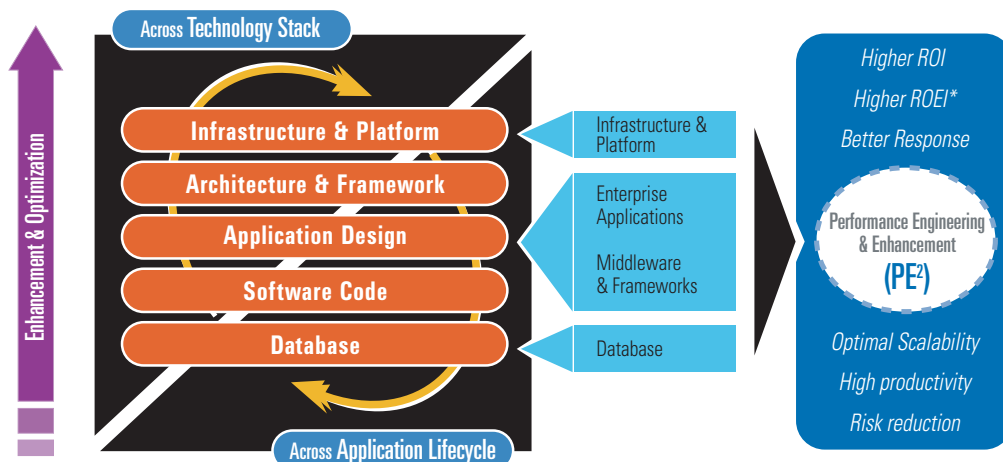 Across Technology Stack
Enhancement & Optimization
Infrastructure & Platform
Architecture & Framework
Application Design
Software Code
Database
Across Application Lifecycle
Infrastructure &
Platform
Enterprise
Applications
Middleware
& Frameworks
Database
Higher ROI
Higher ROEI*
Better Response
Performance Engineering
& Enhancement
(PE²)
Optimal Scalability
High productivity
Risk reduction